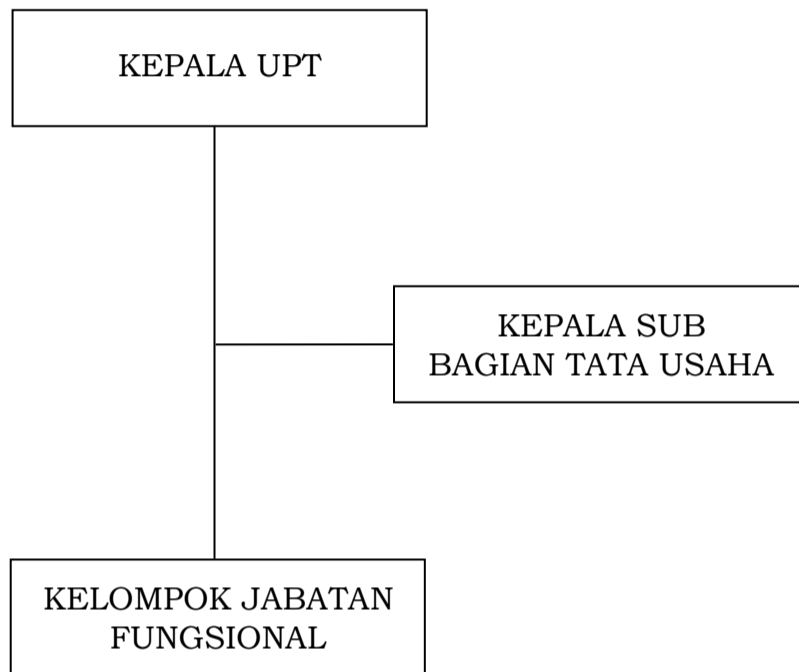 KEPALA UPT
KEPALA SUB
BAGIAN TATA USAHA
KELOMPOK JABATAN
FUNGSIONAL